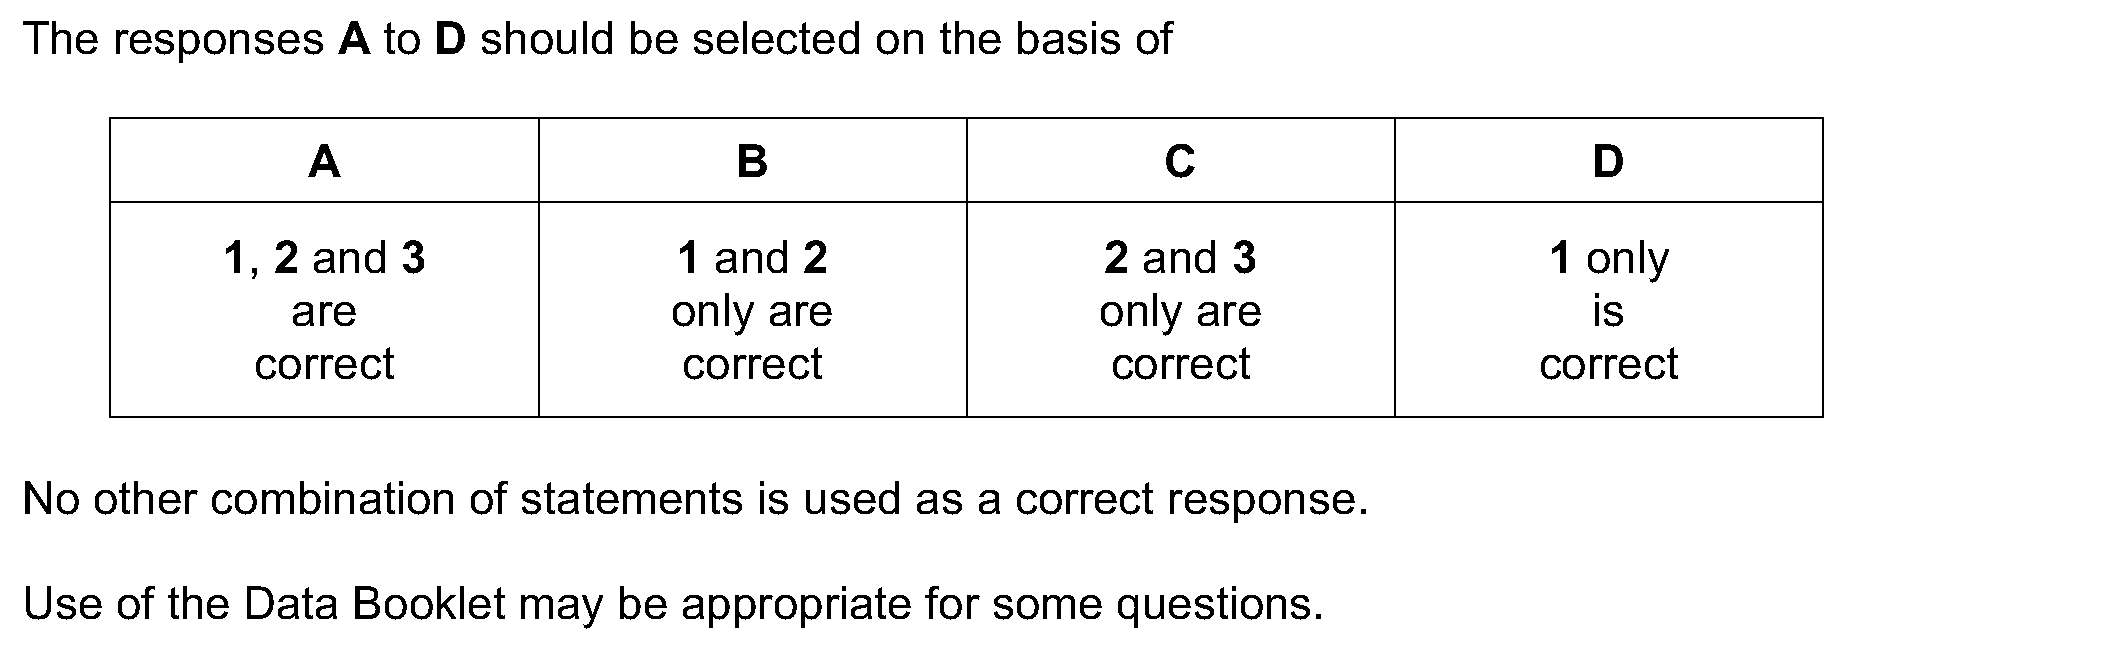 The responses A to D should be selected on the basis of
A B C D
1, 2 and 3 1 and 2 2 and 3 1 only
are only are only are is
correct correct correct correct
No other combination of statements is used as a correct response.
Use of the Data Booklet may be appropriate for some questions.